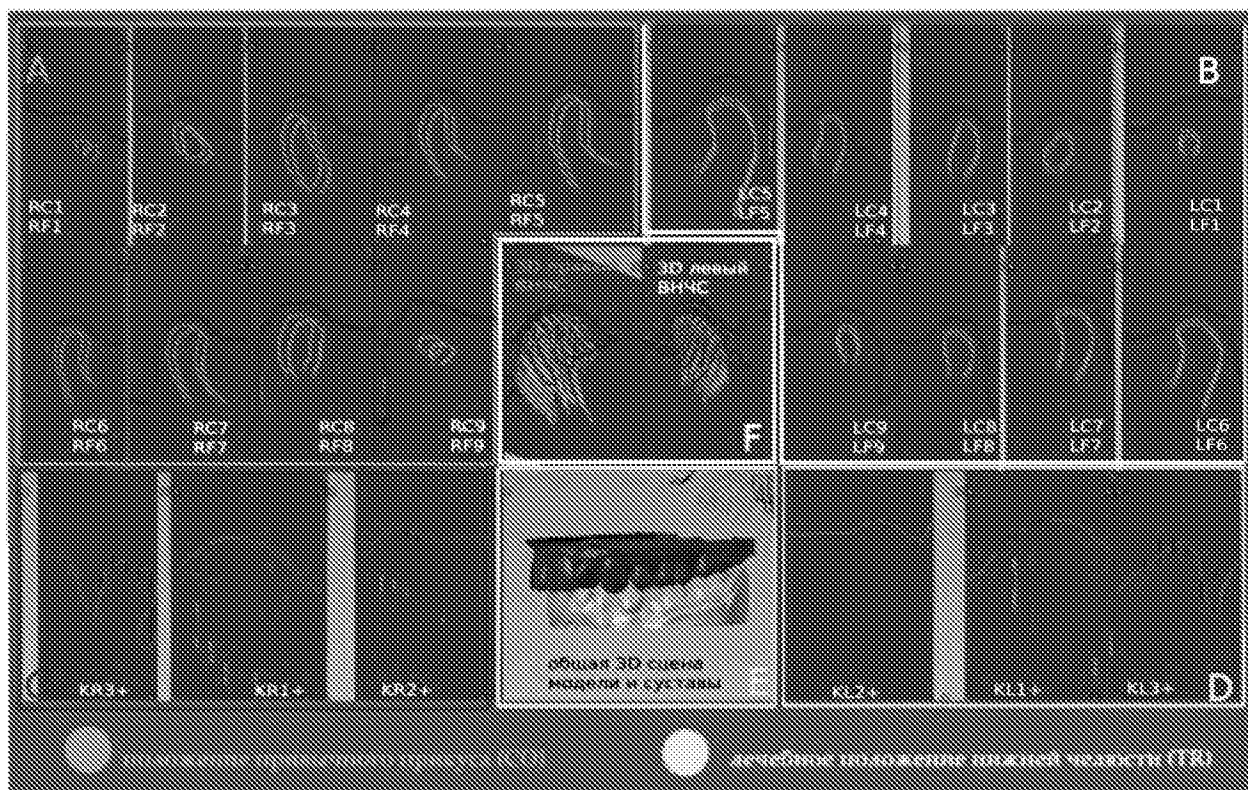 A
B
RC1
RF1
RC2
RF2
RC3
RF3
RC4
RF4
RC5
RF5
LC5
LF5
LC4
LF4
LC3
LF3
LC2
LF2
LC1
LF1
3D левый
ВНЧС
RC6
RF6
RC7
RF7
RC8
RF8
RC9
RF9
F
LC9
LF9
LC8
LF8
LC7
LF7
LC6
LF6
C
KR3+
KR1+
KR2+
общая 3D сцена
модели и суставы
E
KL2+
KL1+
KL3+
D
лечебное положение нижней челюсти (TR)